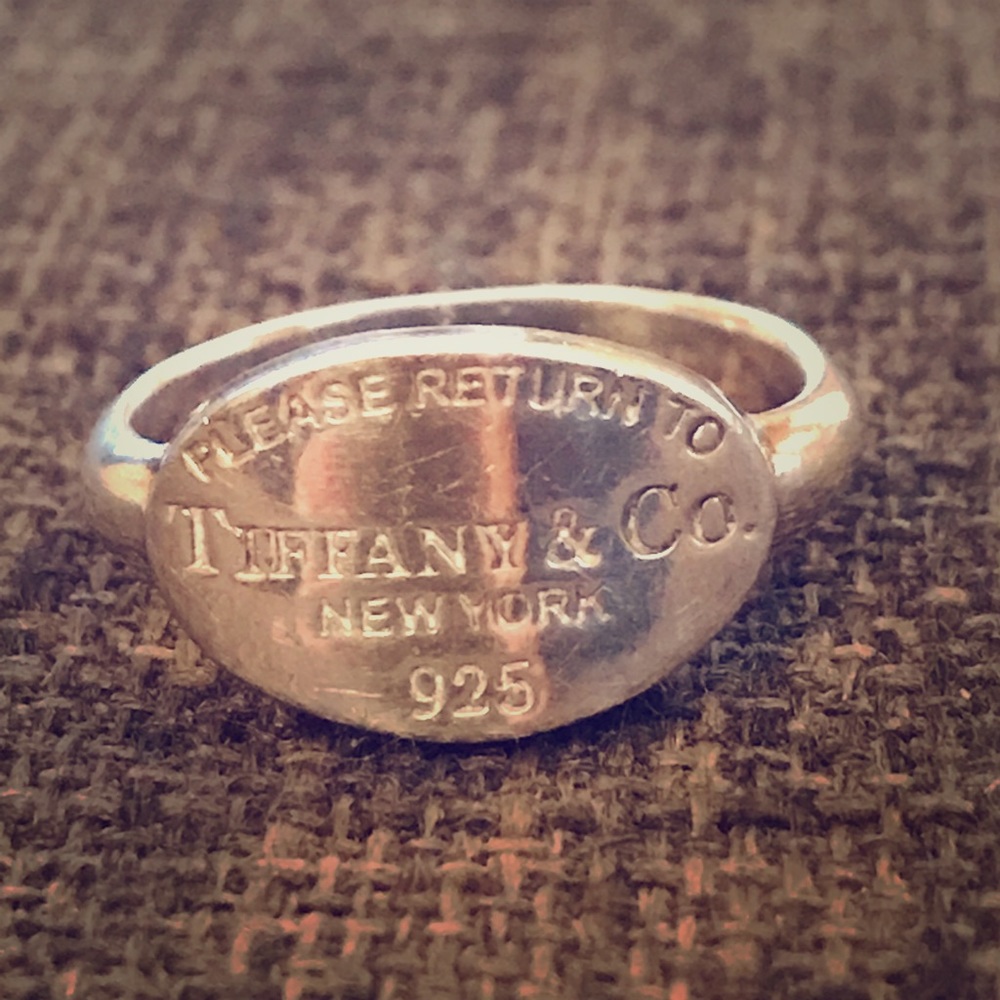 PLEASE RETURN TO
TIFFANY & CO.
NEW YORK
925